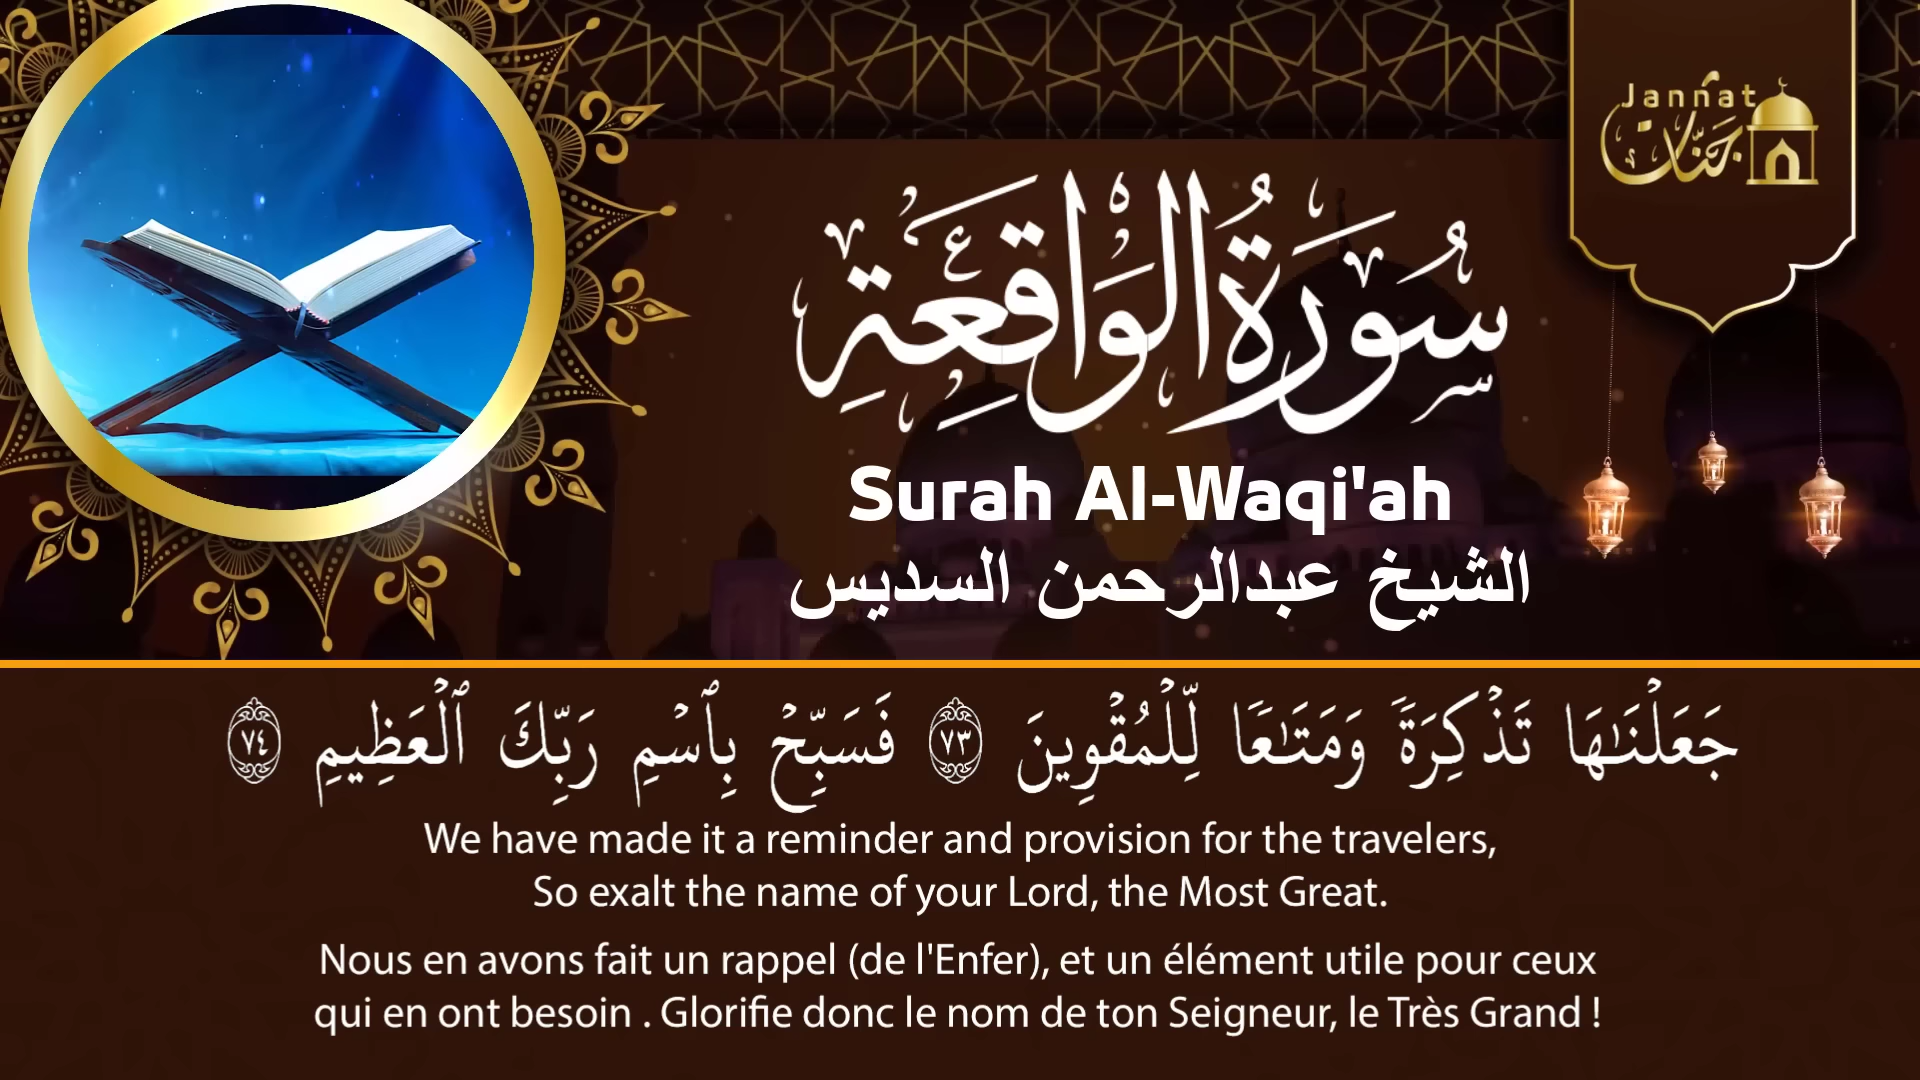 Jannat
جنات
سُورَةُ الوَاقِعَةِ
Surah Al-Waqi'ah
الشيخ عبدالرحمن السديس
جَعَلۡنَٰهَا تَذۡكِرَةٗ وَمَتَٰعٗا لِّلۡمُقۡوِينَ ٧٣ فَسَبِّحۡ بِٱسۡمِ رَبِّكَ ٱلۡعَظِيمِ ٧٤
We have made it a reminder and provision for the travelers,
So exalt the name of your Lord, the Most Great.
Nous en avons fait un rappel (de l'Enfer), et un élément utile pour ceux
qui en ont besoin . Glorifie donc le nom de ton Seigneur, le Très Grand !